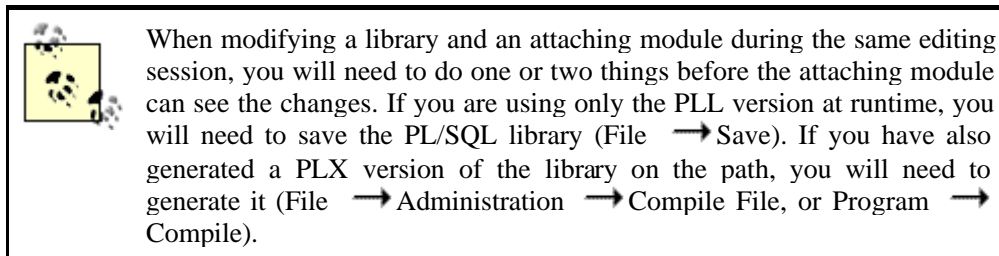 When modifying a library and an attaching module during the same editing
session, you will need to do one or two things before the attaching module
can see the changes. If you are using only the PLL version at runtime, you
will need to save the PL/SQL library (File → Save). If you have also
generated a PLX version of the library on the path, you will need to
generate it (File → Administration → Compile File, or Program →
Compile).